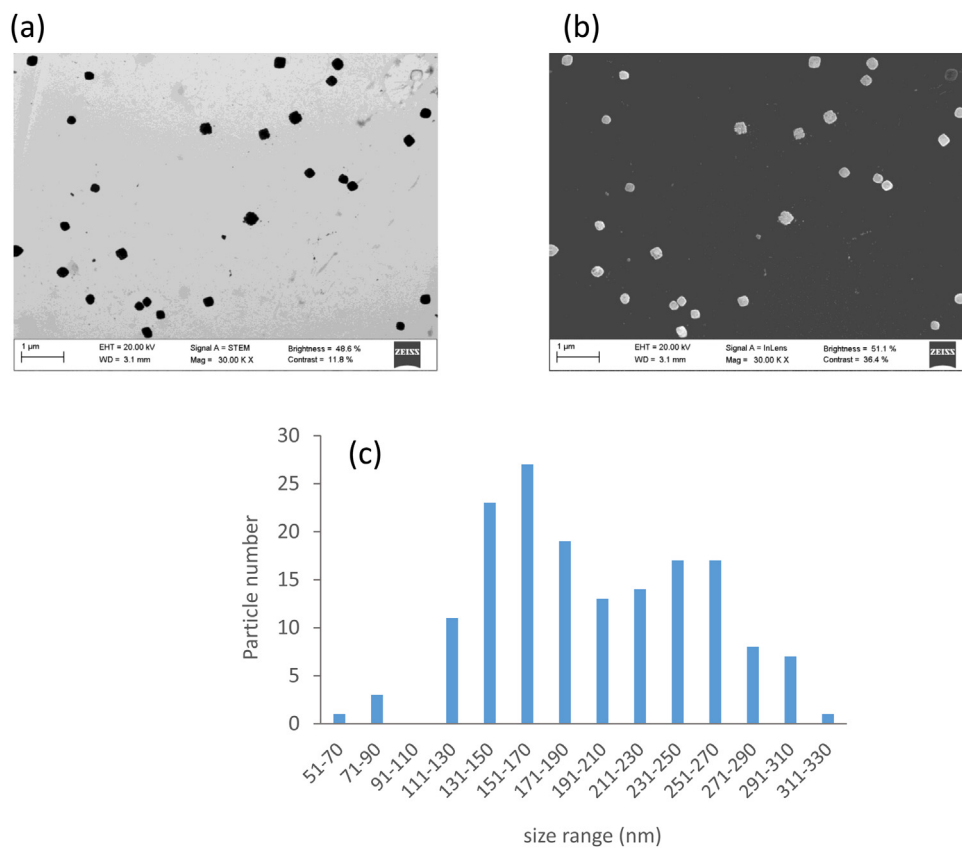 (a)
(b)
1 µm
EHT = 20.00 kV
WD = 3.1 mm
Signal A = STEM
Mag = 30.00 K X
Brightness = 48.6 %
Contrast = 11.8 %
ZEISS
1 µm
EHT = 20.00 kV
WD = 3.1 mm
Signal A = InLens
Mag = 30.00 K X
Brightness = 51.1 %
Contrast = 36.4 %
ZEISS
(c)
Particle number
30
25
20
15
10
5
0
51-70
71-90
91-110
111-130
131-150
151-170
171-190
191-210
211-230
231-250
251-270
271-290
291-310
311-330
size range (nm)